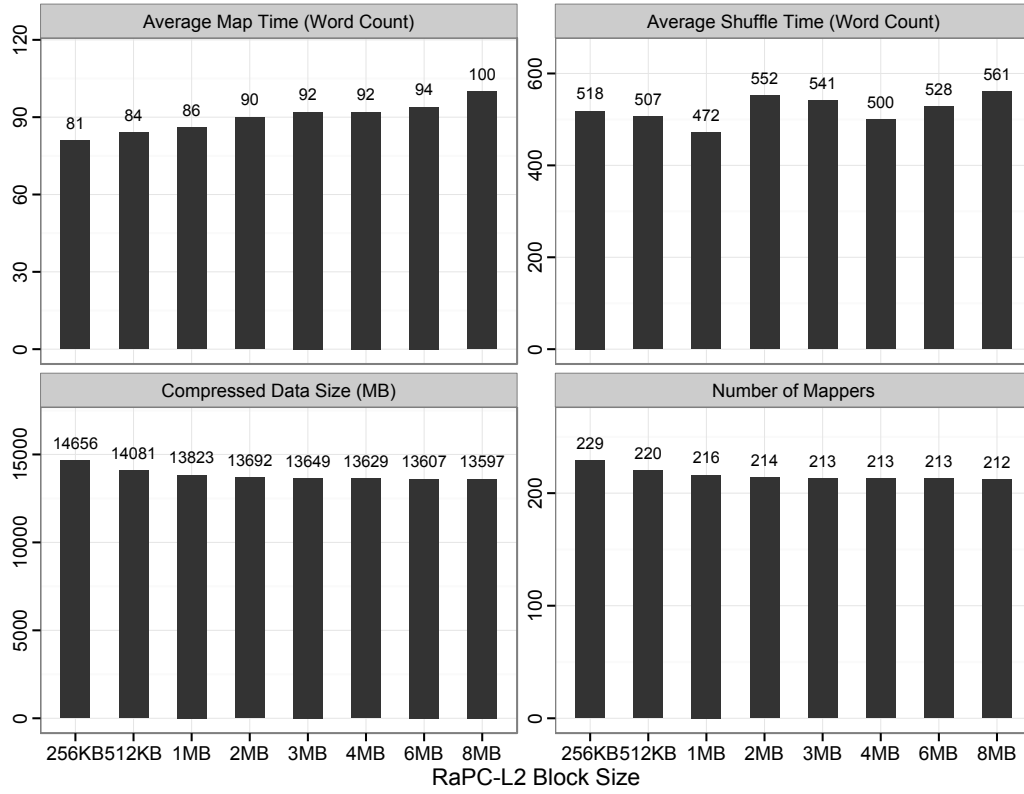 Average Map Time (Word Count)
120
90
60
30
0
81 84 86 90 92 92 94 100
Average Shuffle Time (Word Count)
600
400
200
0
518 507 472 552 541 500 528 561
Compressed Data Size (MB)
15000
10000
5000
0
14656 14081 13823 13692 13649 13629 13607 13597
256KB 512KB 1MB 2MB 3MB 4MB 6MB 8MB
Number of Mappers
200
100
0
229 220 216 214 213 213 213 212
256KB 512KB 1MB 2MB 3MB 4MB 6MB 8MB
RaPC-L2 Block Size